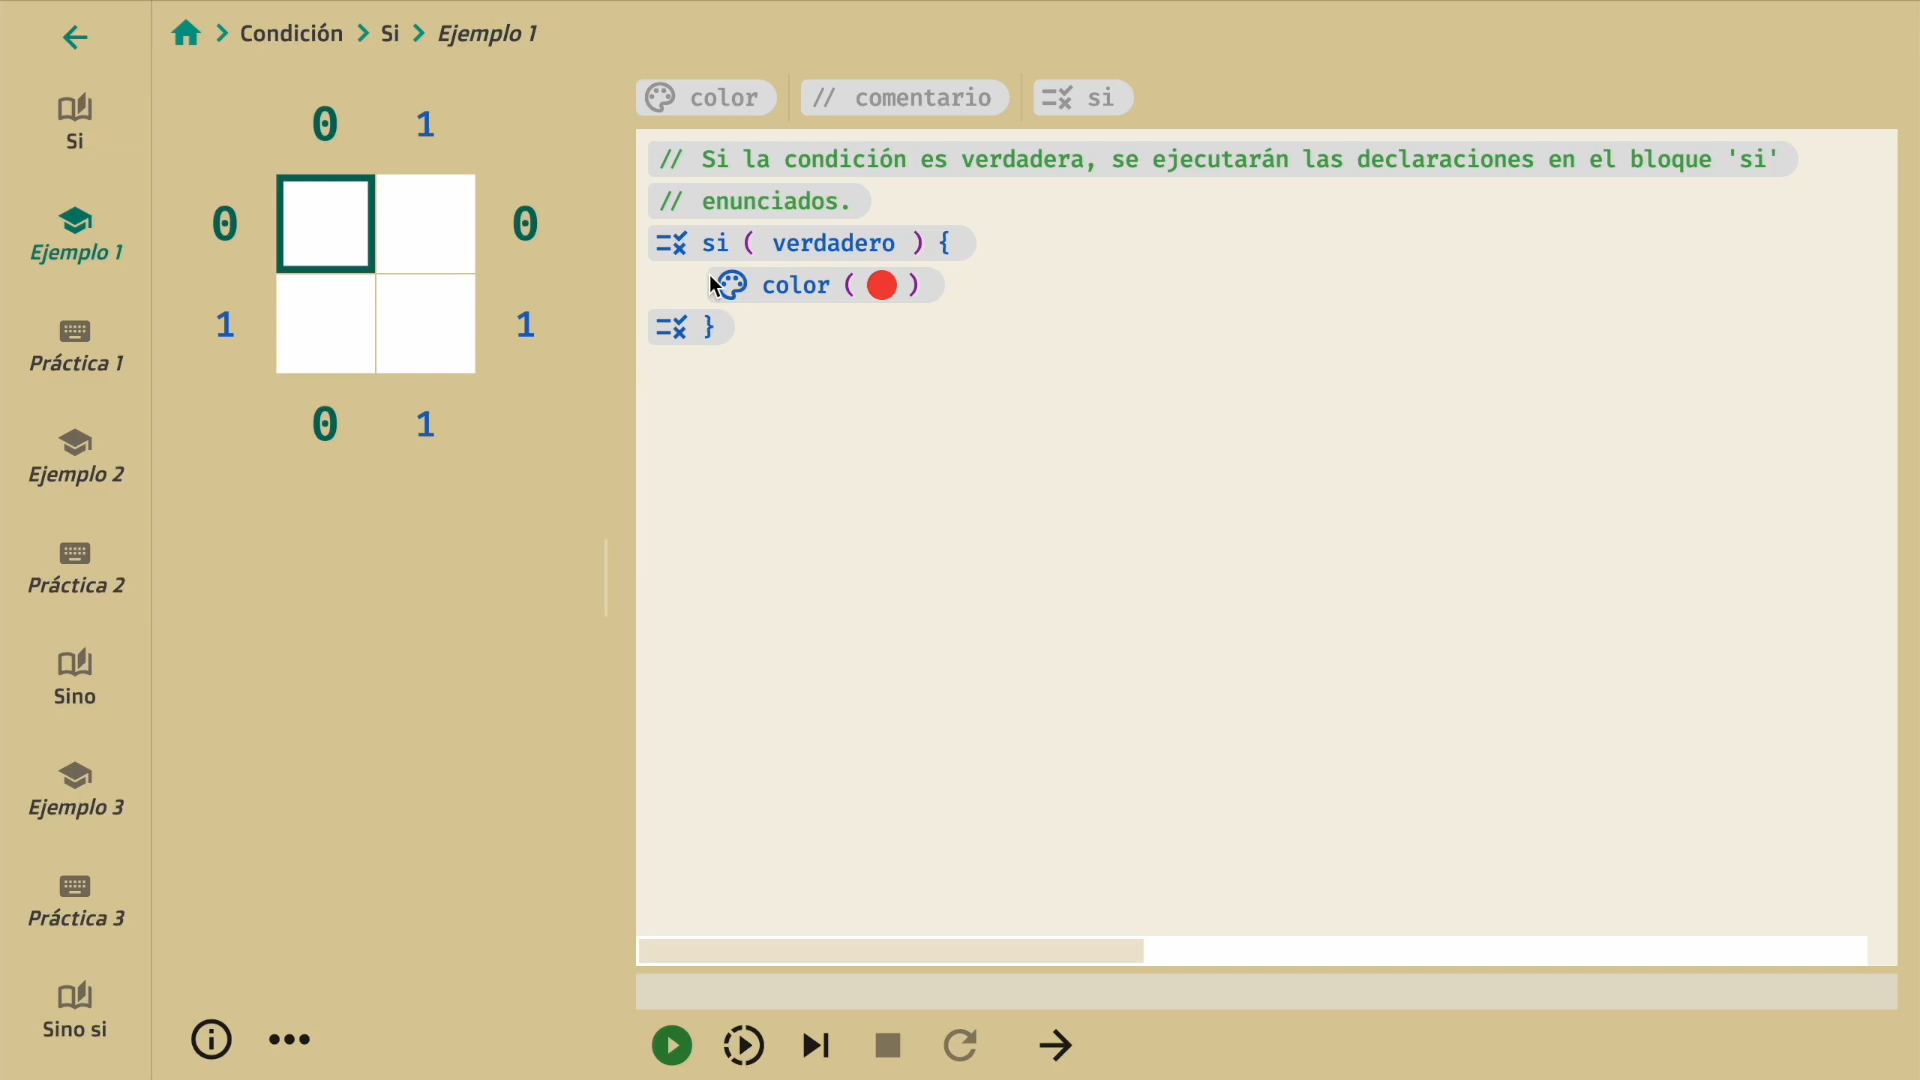 Condición Si Ejemplo 1
Si
Ejemplo 1
Práctica 1
Ejemplo 2
Práctica 2
Sino
Ejemplo 3
Práctica 3
Sino si
0 1
0 0
1 1
0 1
color // comentario si
// Si la condición es verdadera, se ejecutarán las declaraciones en el bloque 'si'
// enunciados.
si ( verdadero ) {
color ( )
}